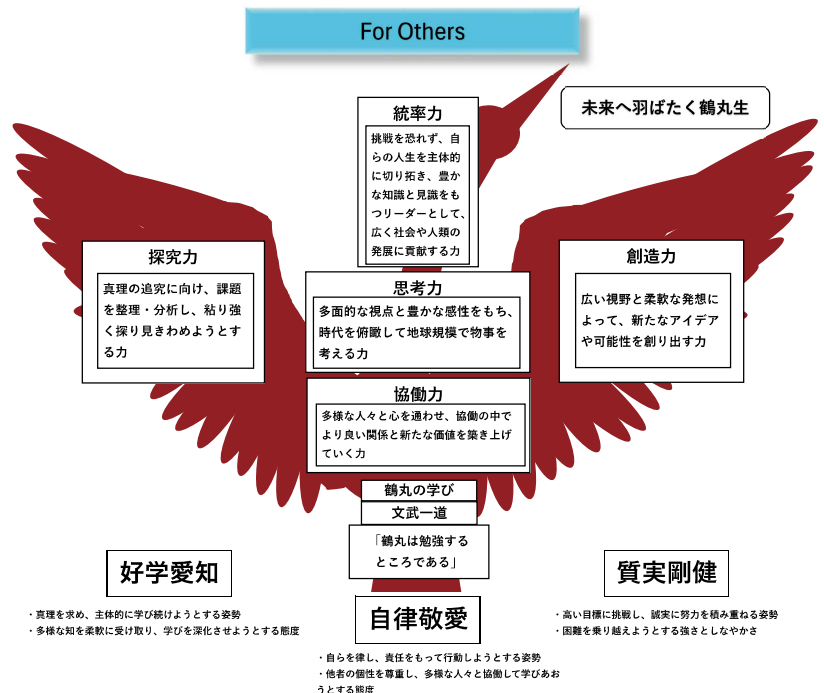 For Others
未来へ羽ばたく鶴丸生
統率力
挑戦を恐れず、自
らの人生を主体的
に切り拓き、豊か
な知識と見識をも
つリーダーとして、
広く社会や人類の
発展に貢献する力
探究力
真理の追究に向け、課題
を整理・分析し、粘り強
く探り見きわめようとす
る力
思考力
多面的な視点と豊かな感性をもち、
時代を俯瞰して地球規模で物事を
考える力
創造力
広い視野と柔軟な発想に
よって、新たなアイデア
や可能性を創り出す力
協働力
多様な人々と心を通わせ、協働の中で
より良い関係と新たな価値を築き上げ
ていく力
鶴丸の学び
文武一道
「鶴丸は勉強する
ところである」
好学愛知
・真理を求め、主体的に学び続けようとする姿勢
・多様な知を柔軟に受け取り、学びを深化させようとする態度
自律敬愛
・自らを律し、責任をもって行動しようとする姿勢
・他者の個性を尊重し、多様な人々と協働して学びあお
うとする態度
質実剛健
・高い目標に挑戦し、誠実に努力を積み重ねる姿勢
・困難を乗り越えようとする強さとしなやかさ